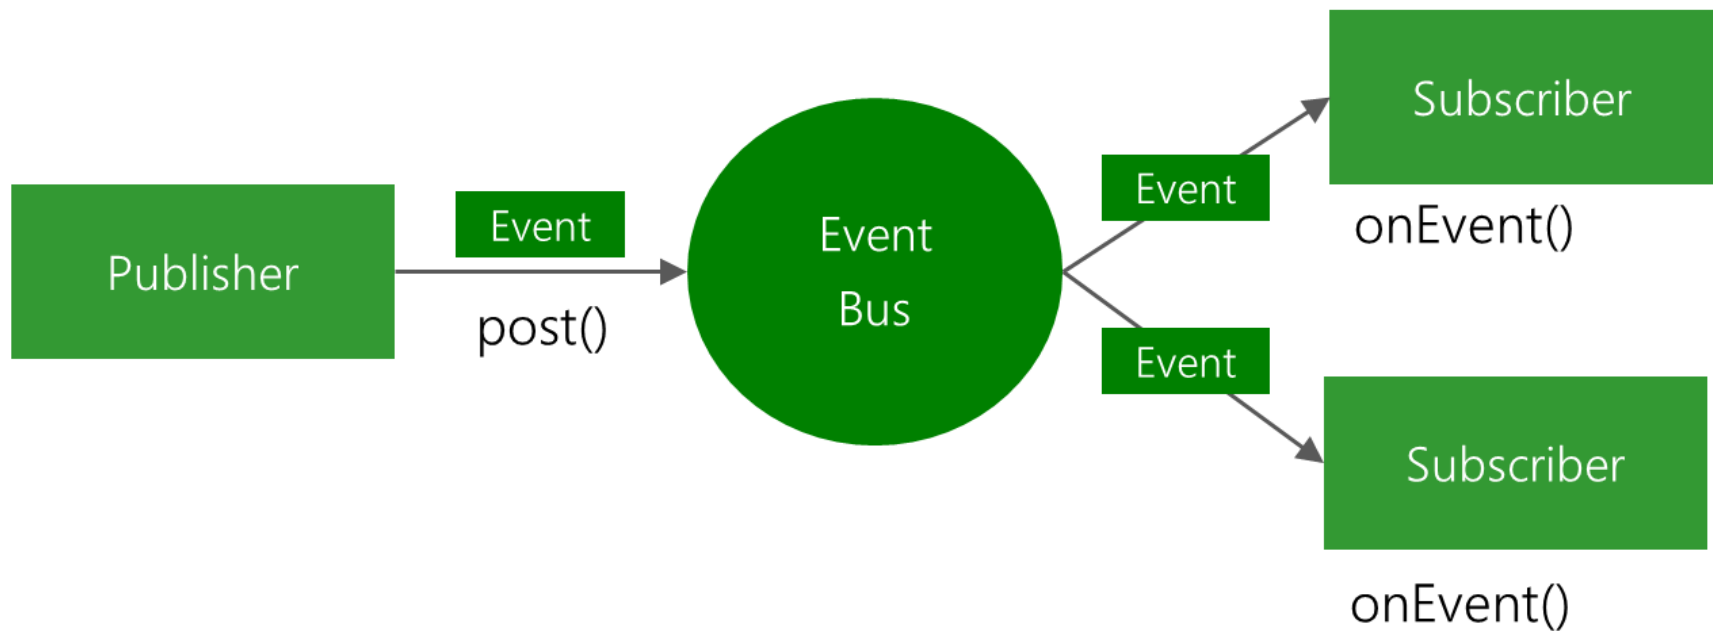 Publisher
Event
post()
Event
Bus
Event
Subscriber
onEvent()
Event
Subscriber
onEvent()